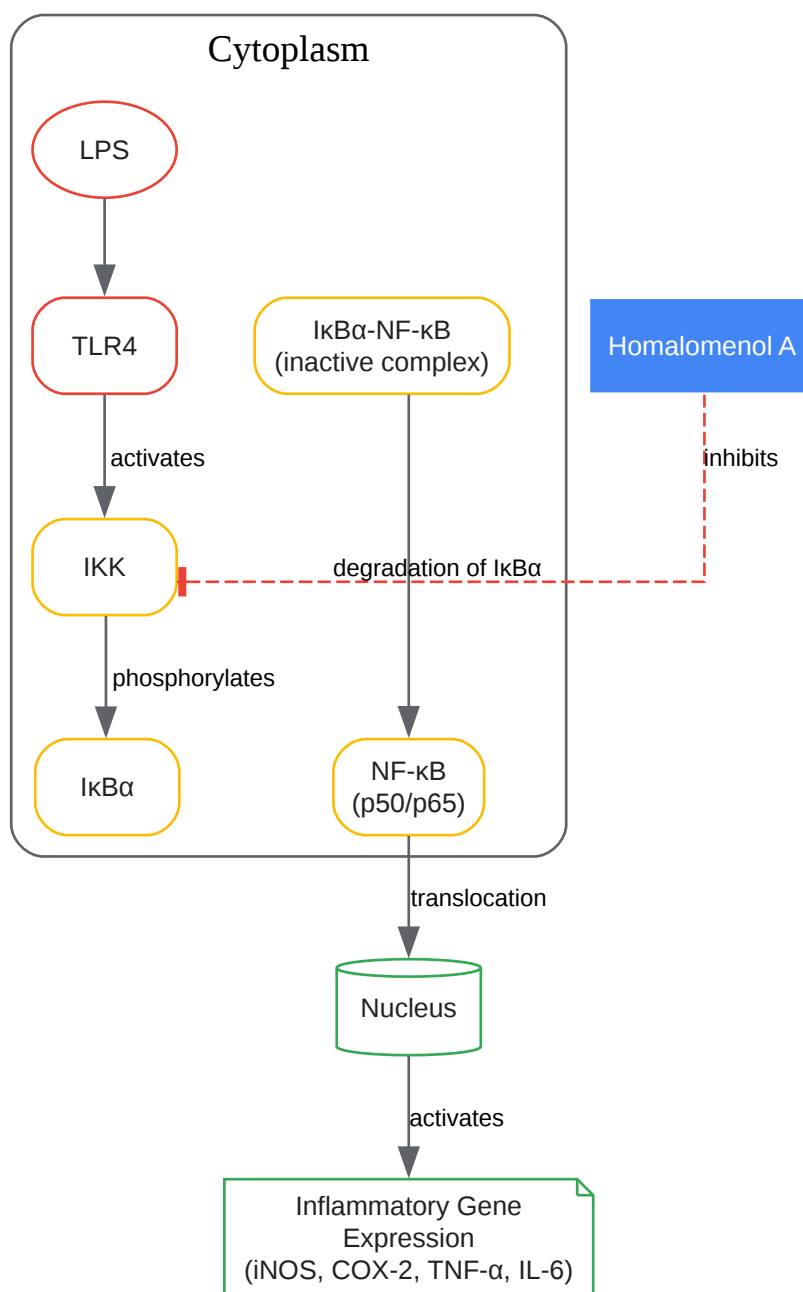 Cytoplasm
LPS
TLR4
IκBα-NF-κB
(inactive complex)
Homalomenol A
activates
inhibits
IKK
degradation of IκBα
phosphorylates
IκBα
NF-κB
(p50/p65)
translocation
Nucleus
activates
Inflammatory Gene
Expression
(iNOS, COX-2, TNF-α, IL-6)